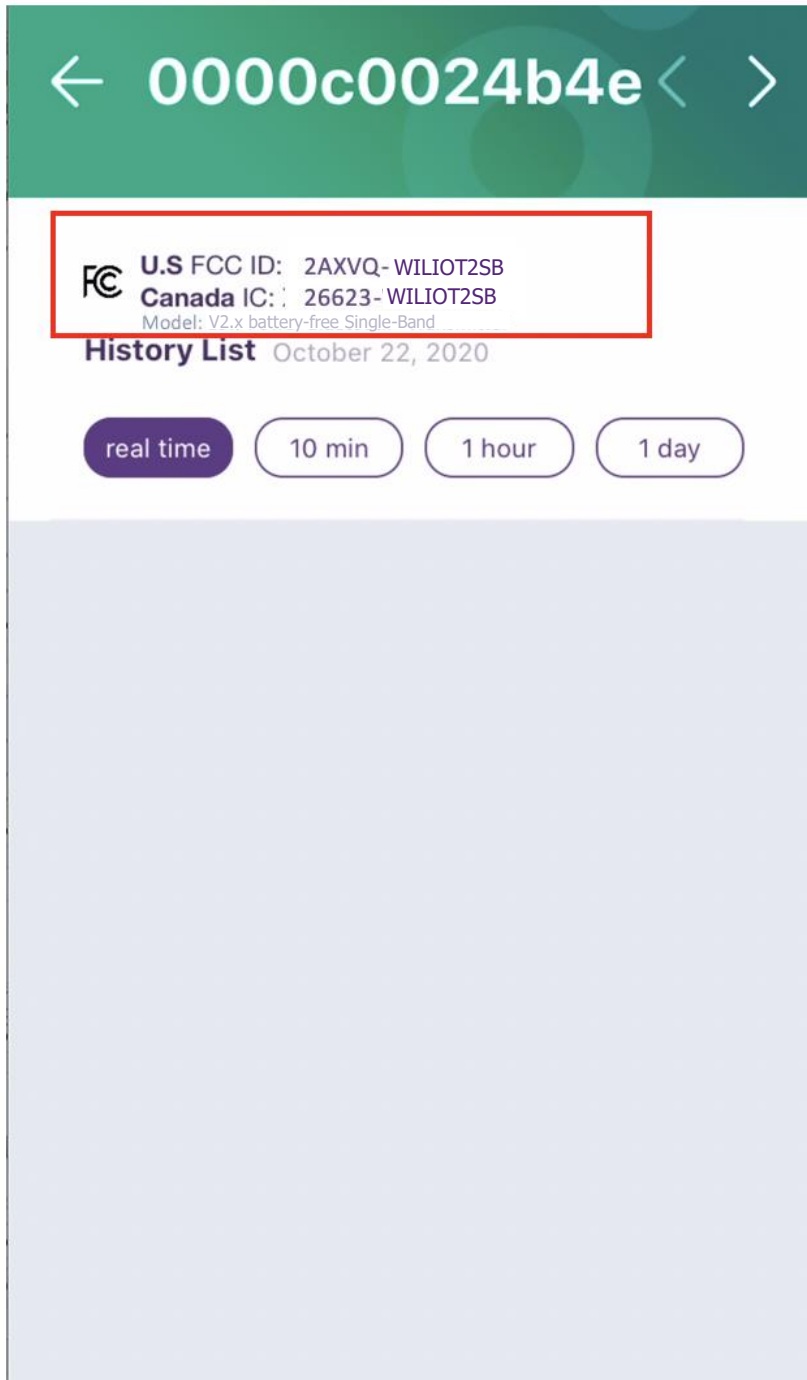 0000c0024b4e
U.S FCC ID: 2AXVQ-WILIOT2SB
Canada IC: 26623-WILIOT2SB
Model: V2.x battery-free Single-Band
History List October 22, 2020
real time 10 min 1 hour 1 day